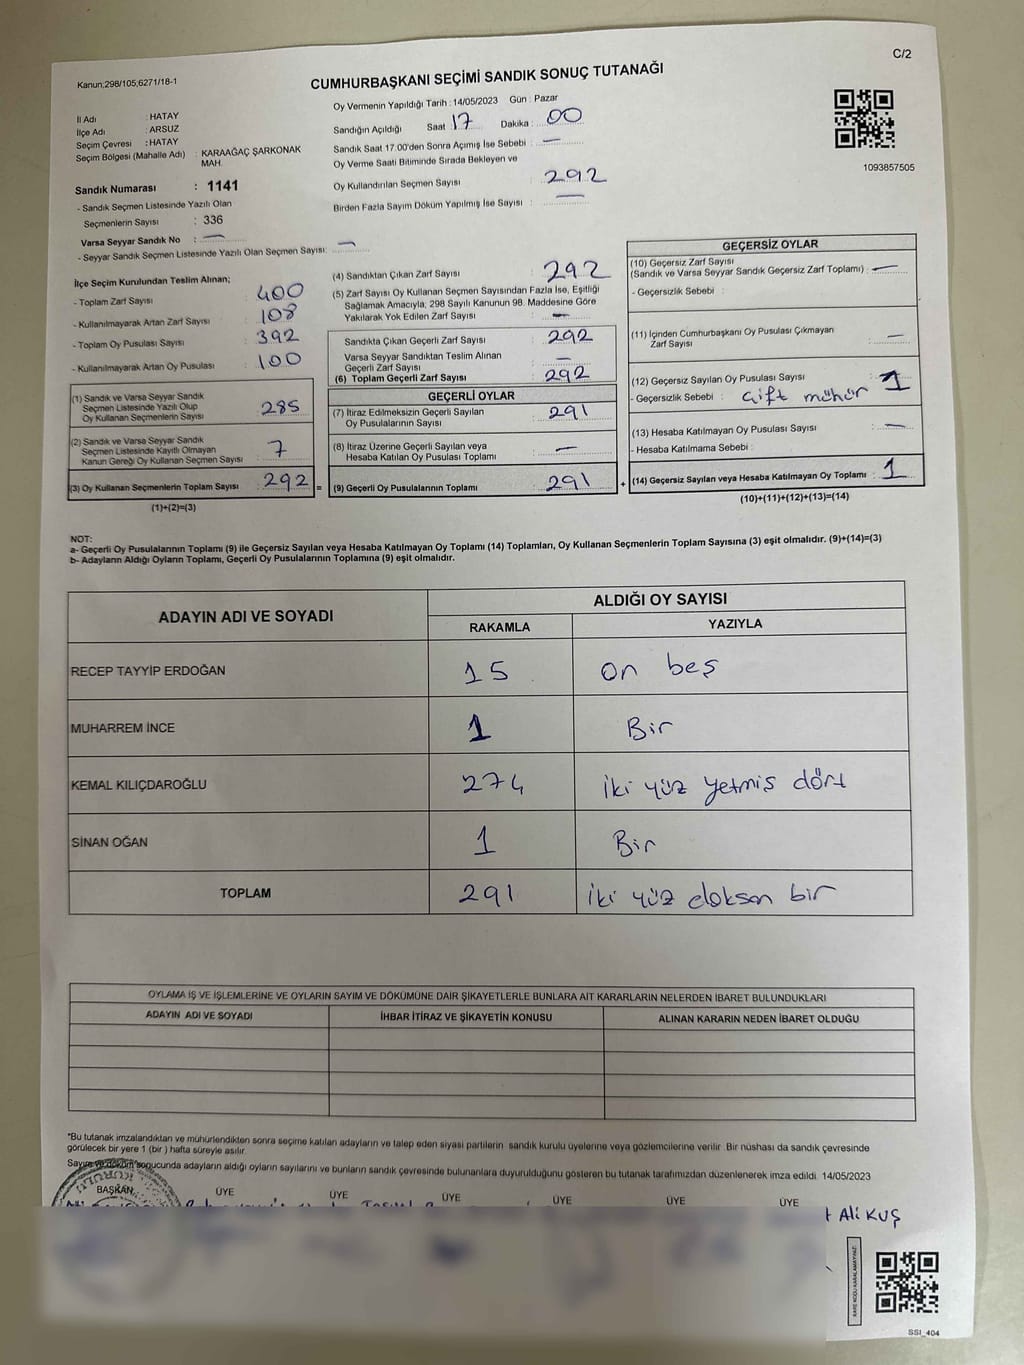 C/2
Kanun;298/105;6271/18-1
CUMHURBAŞKANI SEÇİMİ SANDIK SONUÇ TUTANAĞI
İl Adı : HATAY
İlçe Adı : ARSUZ
Seçim Çevresi : HATAY
Seçim Bölgesi (Mahalle Adı) : KARAAĞAÇ ŞARKONAK MAH.
Sandık Numarası : 1141
- Sandık Seçmen Listesinde Yazılı Olan
Seçmenlerin Sayısı : 336
Varsa Seyyar Sandık No : —
- Seyyar Sandık Seçmen Listesinde Yazılı Olan Seçmen Sayısı: —
Oy Vermenin Yapıldığı Tarih : 14/05/2023 Gün : Pazar
Sandığın Açıldığı Saat : 17 Dakika : 00
Sandık Saat 17.00'den Sonra Açımış İse Sebebi : —
Oy Verme Saati Bitiminde Sırada Bekleyen ve
Oy Kullandırılan Seçmen Sayısı : 292
Birden Fazla Sayım Döküm Yapılmış İse Sayısı : —
1093857505
İlçe Seçim Kurulundan Teslim Alınan;
- Toplam Zarf Sayısı : 400
- Kullanılmayarak Artan Zarf Sayısı : 108
- Toplam Oy Pusulası Sayısı : 392
- Kullanılmayarak Artan Oy Pusulası : 100
(1) Sandık ve Varsa Seyyar Sandık
Seçmen Listesinde Yazılı Olup
Oy Kullanan Seçmenlerin Sayısı : 285
(2) Sandık ve Varsa Seyyar Sandık
Seçmen Listesinde Kayıtlı Olmayan
Kanun Gereği Oy Kullanan Seçmen Sayısı : 7
(3) Oy Kullanan Seçmenlerin Toplam Sayısı : 292 =
(1)+(2)=(3)
(4) Sandıktan Çıkan Zarf Sayısı : 292
(5) Zarf Sayısı Oy Kullanan Seçmen Sayısından Fazla İse, Eşitliği
Sağlamak Amacıyla, 298 Sayılı Kanunun 98. Maddesine Göre
Yakılarak Yok Edilen Zarf Sayısı : —
Sandıkta Çıkan Geçerli Zarf Sayısı : 292
Varsa Seyyar Sandıktan Teslim Alınan
Geçerli Zarf Sayısı : —
(6) Toplam Geçerli Zarf Sayısı : 292
GEÇERLİ OYLAR
(7) İtiraz Edilmeksizin Geçerli Sayılan
Oy Pusulalarının Sayısı : 291
(8) İtiraz Üzerine Geçerli Sayılan veya
Hesaba Katılan Oy Pusulası Toplamı : —
(9) Geçerli Oy Pusulalarının Toplamı : 291 +
GEÇERSİZ OYLAR
(10) Geçersiz Zarf Sayısı
(Sandık ve Varsa Seyyar Sandık Geçersiz Zarf Toplamı) : —
- Geçersizlik Sebebi :
(11) İçinden Cumhurbaşkanı Oy Pusulası Çıkmayan
Zarf Sayısı : —
(12) Geçersiz Sayılan Oy Pusulası Sayısı : 1
- Geçersizlik Sebebi : çift mühür
(13) Hesaba Katılmayan Oy Pusulası Sayısı : —
- Hesaba Katılmama Sebebi :
(14) Geçersiz Sayılan veya Hesaba Katılmayan Oy Toplamı : 1
(10)+(11)+(12)+(13)=(14)
NOT:
a- Geçerli Oy Pusulalarının Toplamı (9) ile Geçersiz Sayılan veya Hesaba Katılmayan Oy Toplamı (14) Toplamları, Oy Kullanan Seçmenlerin Toplam Sayısına (3) eşit olmalıdır. (9)+(14)=(3)
b- Adayların Aldığı Oyların Toplamı, Geçerli Oy Pusulalarının Toplamına (9) eşit olmalıdır.
ADAYIN ADI VE SOYADI
ALDIĞI OY SAYISI
RAKAMLA YAZIYLA
RECEP TAYYİP ERDOĞAN 15 on beş
MUHARREM İNCE 1 Bir
KEMAL KILIÇDAROĞLU 274 iki yüz yetmiş dört
SİNAN OĞAN 1 Bir
TOPLAM 291 iki yüz doksan bir
OYLAMA İŞ VE İŞLEMLERİNE VE OYLARIN SAYIM VE DÖKÜMÜNE DAİR ŞİKAYETLERLE BUNLARA AİT KARARLARIN NELERDEN İBARET BULUNDUKLARI
ADAYIN ADI VE SOYADI İHBAR İTİRAZ VE ŞİKAYETİN KONUSU ALINAN KARARIN NEDEN İBARET OLDUĞU
*Bu tutanak imzalandıktan ve mühürlendikten sonra seçime katılan adayların ve talep eden siyasi partilerin sandık kurulu üyelerine veya gözlemcilerine verilir. Bir nüshası da sandık çevresinde
görülecek bir yere 1 (bir ) hafta süreyle asılır.
Sayım ve döküm sonucunda adayların aldığı oyların sayılarını ve bunların sandık çevresinde bulunanlara duyurulduğunu gösteren bu tutanak tarafımızdan düzenlenerek imza edildi. 14/05/2023
BAŞKAN ÜYE ÜYE ÜYE ÜYE ÜYE ÜYE
Ali KUŞ
SSİ_404